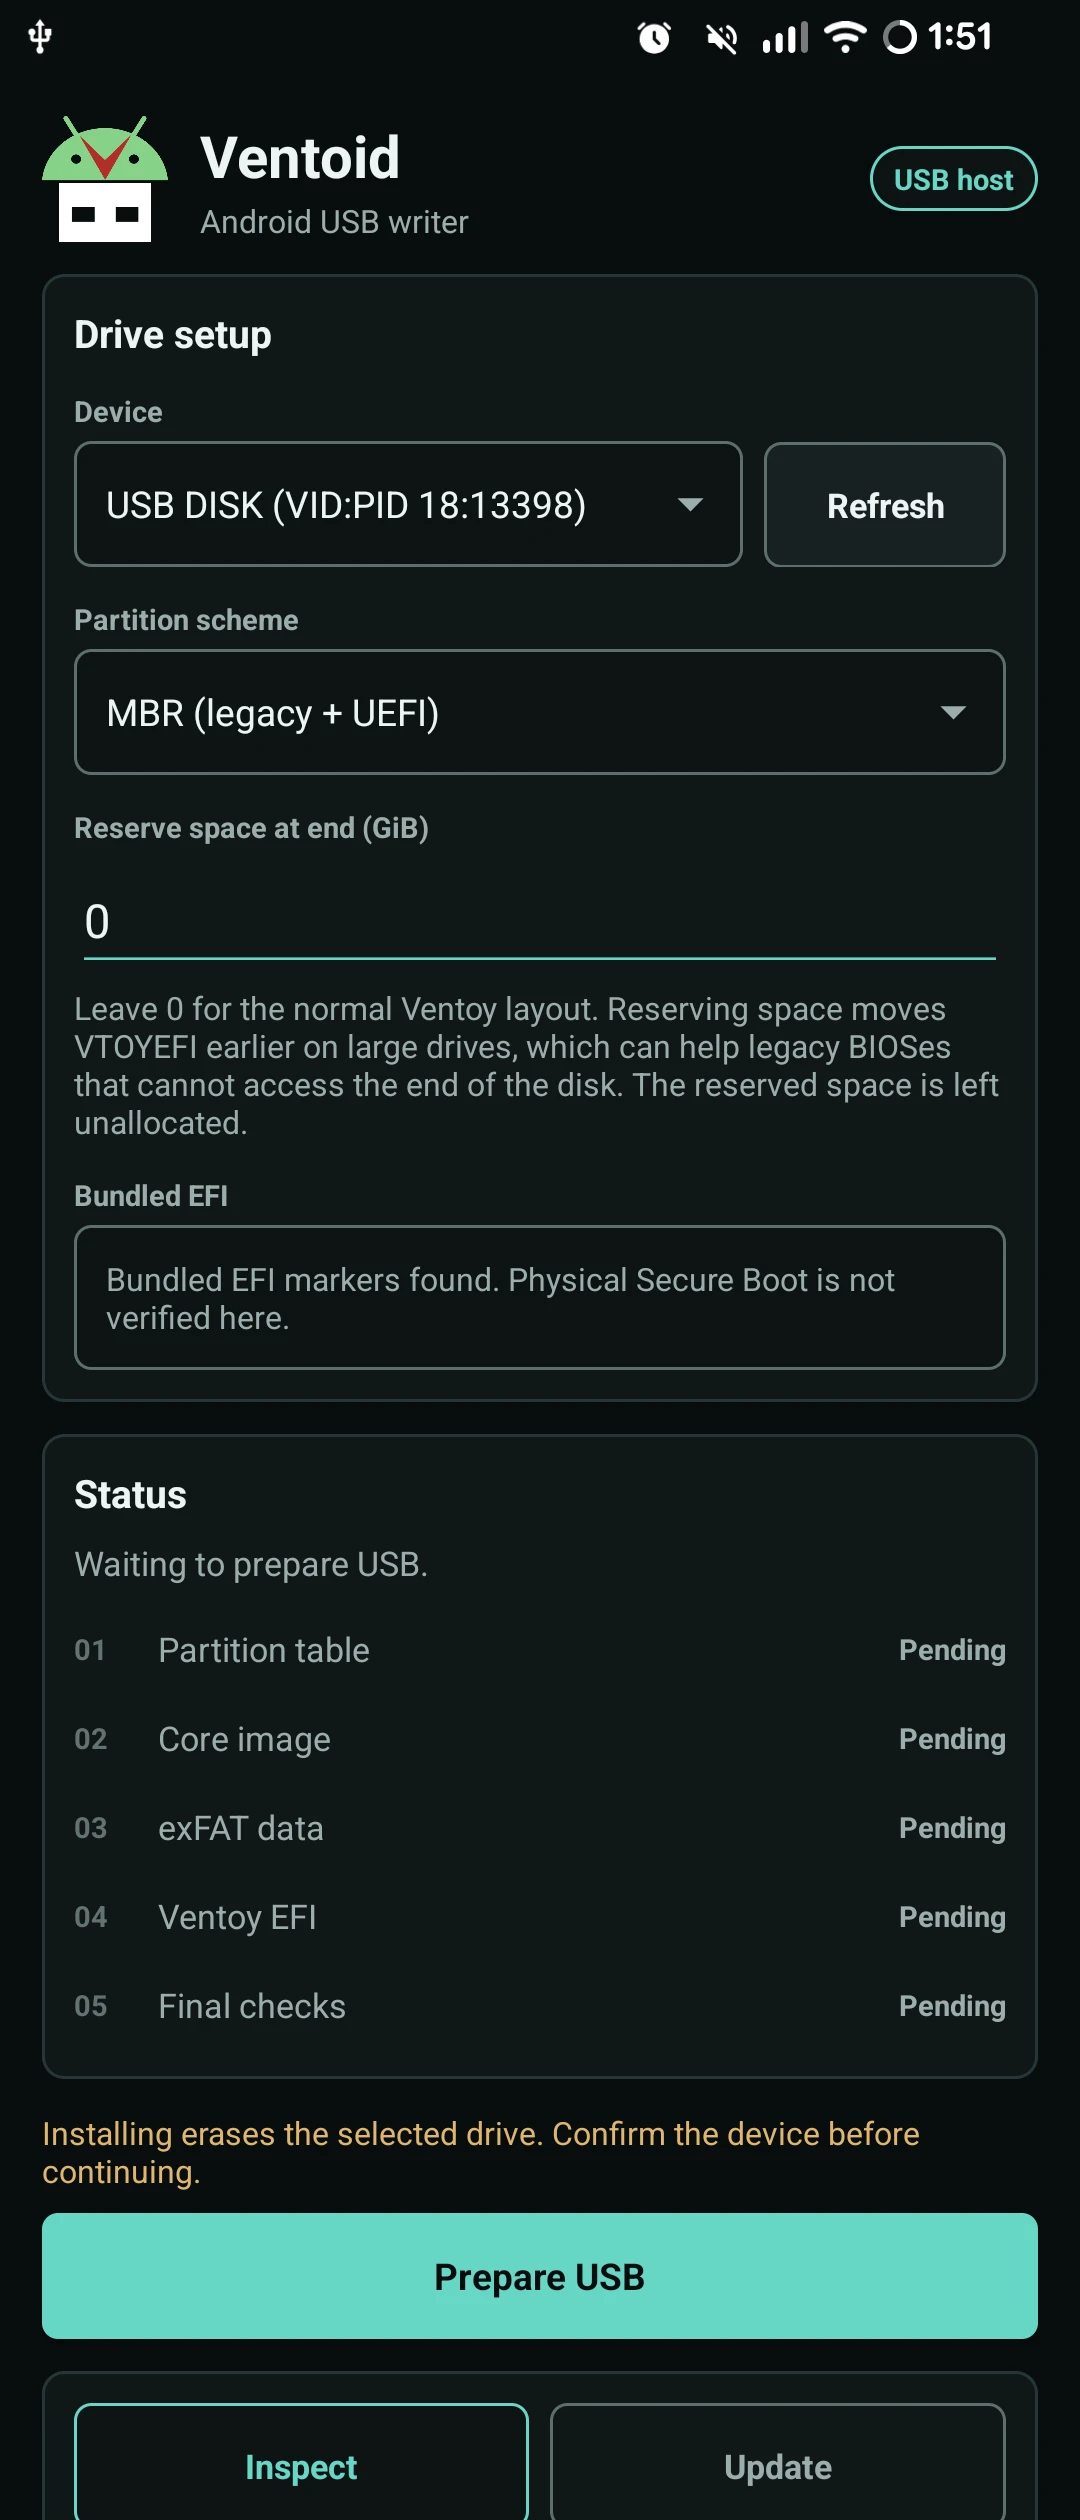 1:51
Ventoid
Android USB writer
USB host
Drive setup
Device
USB DISK (VID:PID 18:13398)
Refresh
Partition scheme
MBR (legacy + UEFI)
Reserve space at end (GiB)
0
Leave 0 for the normal Ventoy layout. Reserving space moves
VTOYEFI earlier on large drives, which can help legacy BIOSes
that cannot access the end of the disk. The reserved space is left
unallocated.
Bundled EFI
Bundled EFI markers found. Physical Secure Boot is not
verified here.
Status
Waiting to prepare USB.
01 Partition table Pending
02 Core image Pending
03 exFAT data Pending
04 Ventoy EFI Pending
05 Final checks Pending
Installing erases the selected drive. Confirm the device before
continuing.
Prepare USB
Inspect Update